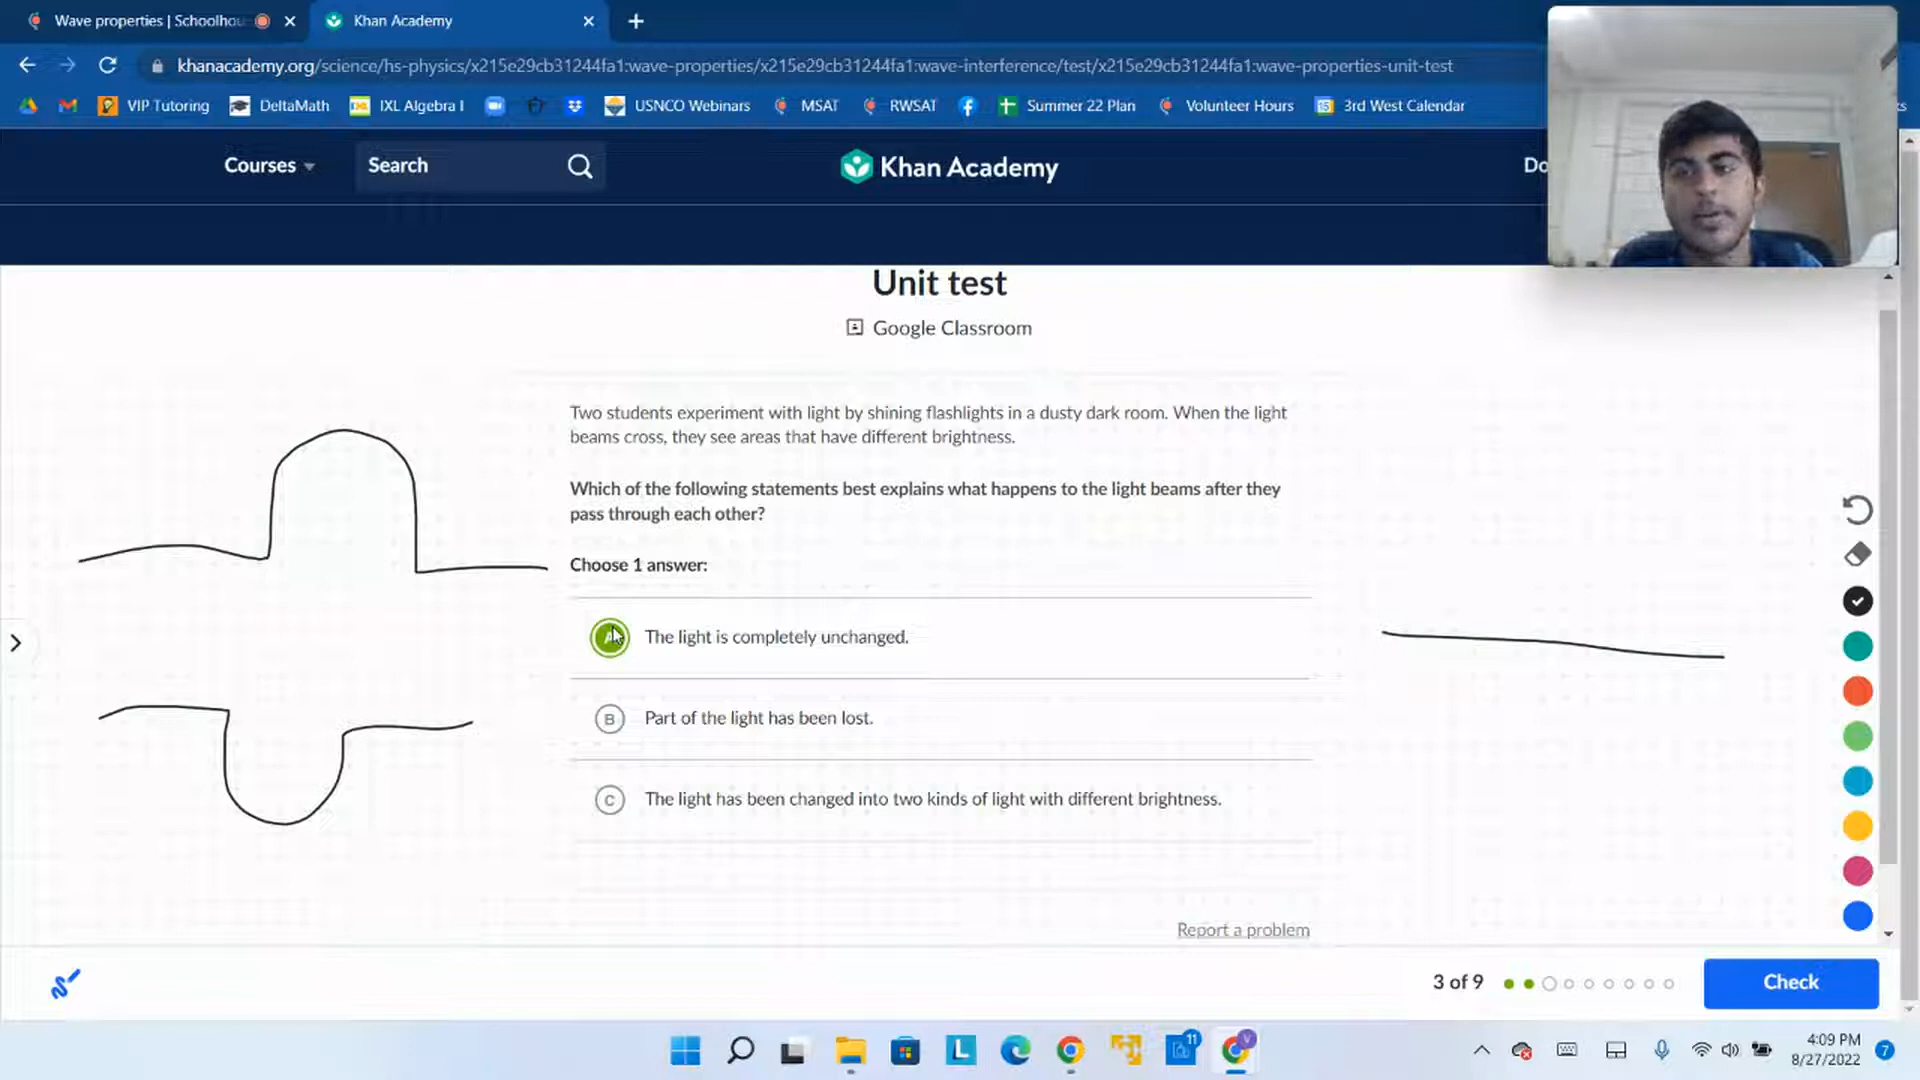 Wave properties | Schoolhou
Khan Academy
khanacademy.org/science/hs-physics/x215e29cb31244fa1:wave-properties/x215e29cb31244fa1:wave-interference/test/x215e29cb31244fa1:wave-properties-unit-test
VIP Tutoring DeltaMath IXL IXL Algebra I USNCO Webinars MSAT RWSAT Summer 22 Plan Volunteer Hours 3rd West Calendar
Courses Search Khan Academy Do
Unit test
Google Classroom
Two students experiment with light by shining flashlights in a dusty dark room. When the light
beams cross, they see areas that have different brightness.
Which of the following statements best explains what happens to the light beams after they
pass through each other?
Choose 1 answer:
A The light is completely unchanged.
B Part of the light has been lost.
C The light has been changed into two kinds of light with different brightness.
Report a problem
3 of 9 Check
L 11 V
4:09 PM
8/27/2022 7